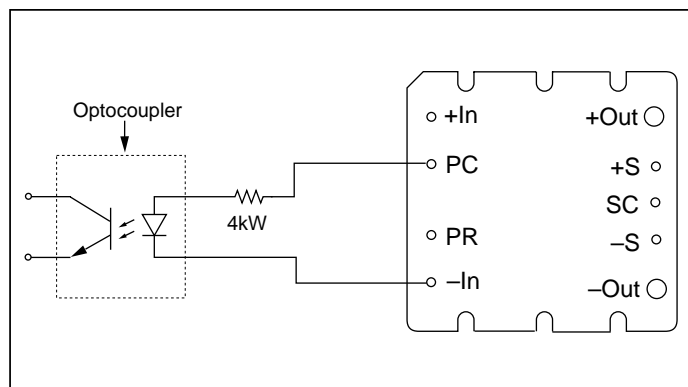 Optocoupler
4kW
+In
PC
PR
–In
+Out
+S
SC
–S
–Out